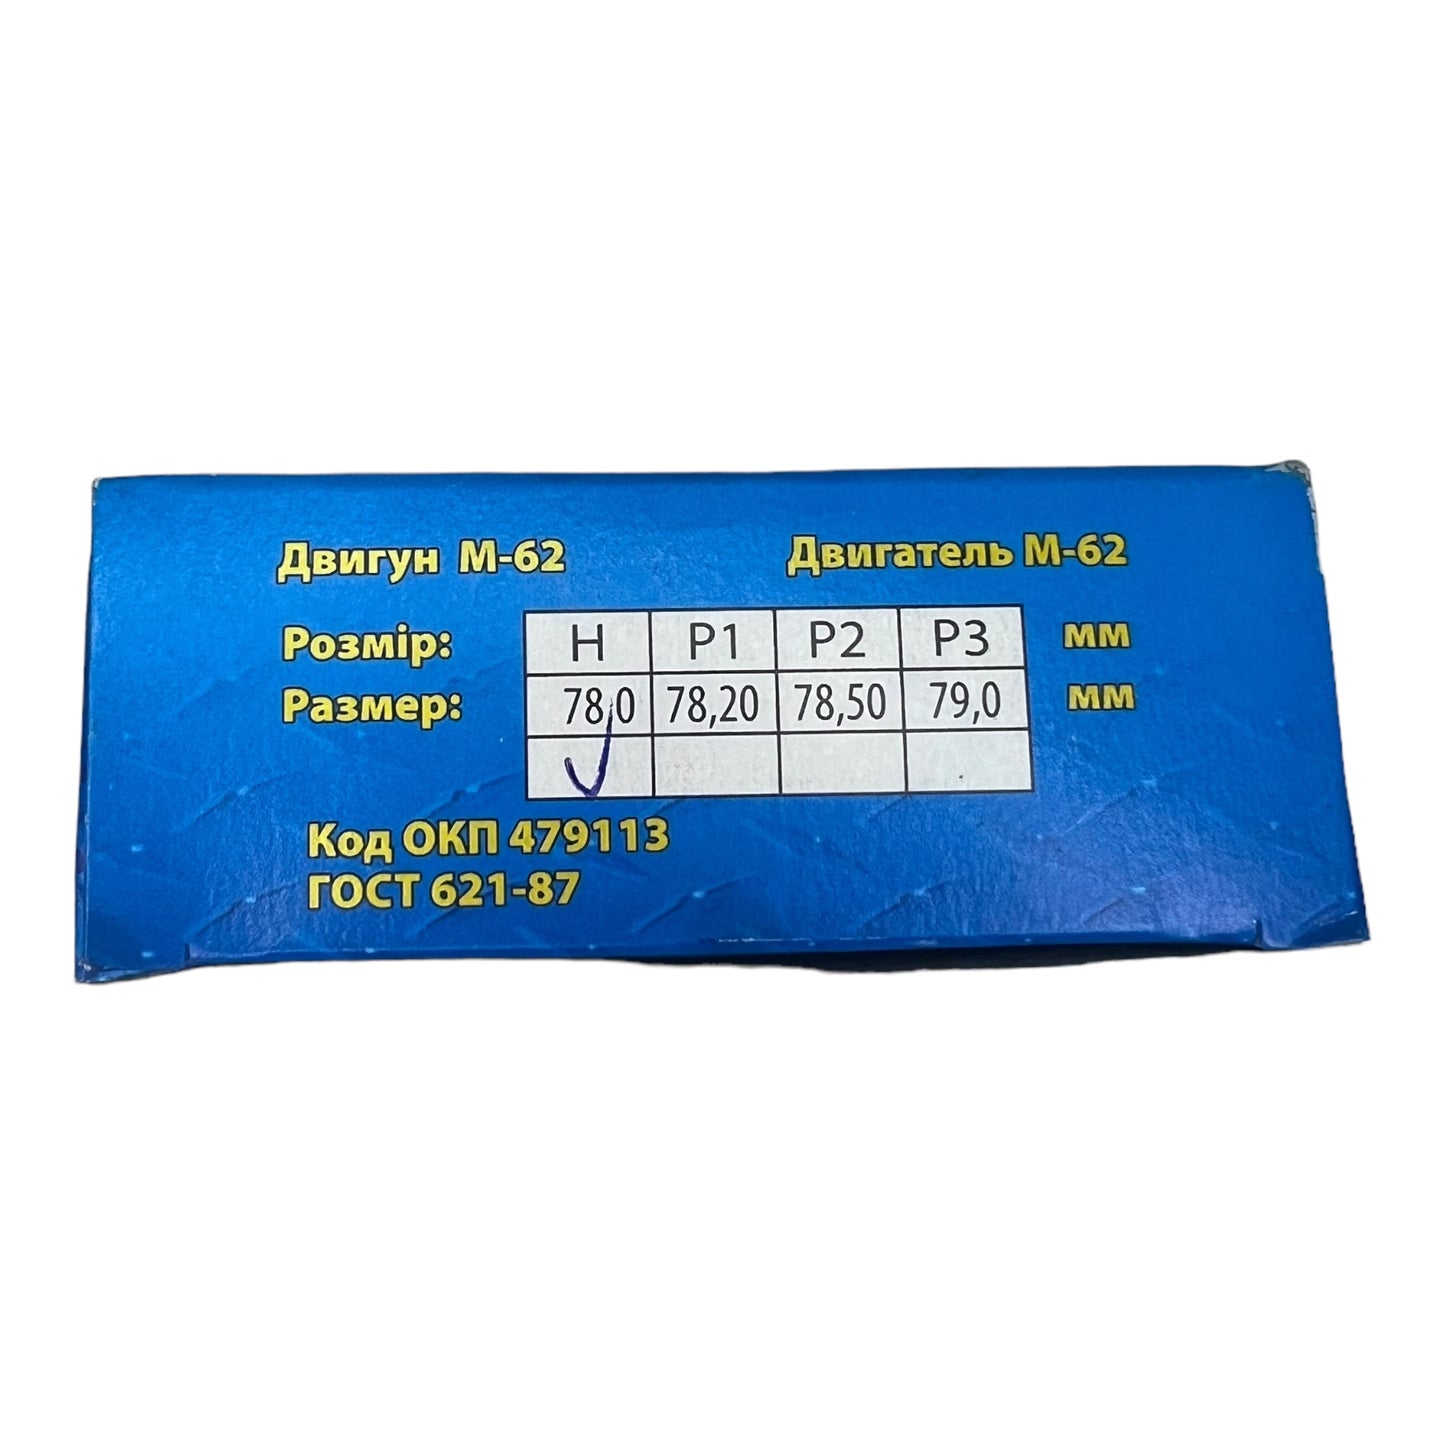 Двигун М-62 Двигатель М-62
Розмір: Н Р1 Р2 Р3 мм
Размер: 78,0 78,20 78,50 79,0 мм
Код ОКП 479113
ГОСТ 621-87